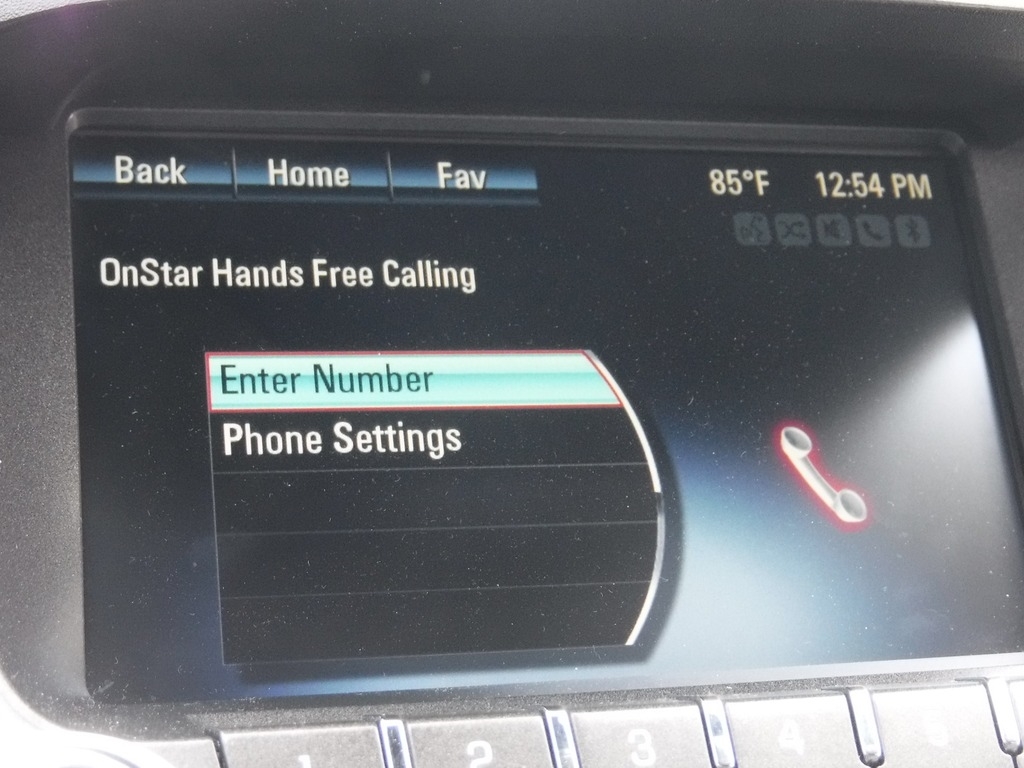 Back Home Fav 85°F 12:54 PM
OnStar Hands Free Calling
Enter Number
Phone Settings
1 2 3 4 5